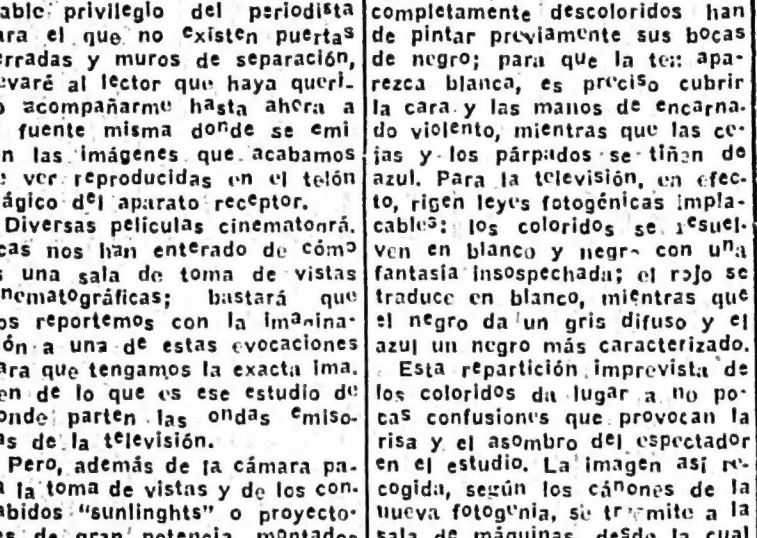 able privilegio del periodista
ara el que no existen puertas
erradas y muros de separación,
evaré al lector que haya queri-
o acompañarme hasta ahora a
fuente misma donde se emi
en las imágenes que acabamos
e ver reproducidas en el telón
ágico del aparato receptor.
Diversas películas cinematográ.
icas nos han enterado de cómo
s una sala de toma de vistas
nematográficas; bastará que
os reportemos con la imagina-
ón a una de estas evocaciones
ara que tengamos la exacta ima.
en de lo que es ese estudio de
onde parten las ondas emiso-
as de la televisión.
Pero, además de la cámara pa-
a la toma de vistas y de los con.
abidos "sunlinghts" o proyecto-
es de gran potencia, montados
completamente descoloridos han
de pintar previamente sus bocas
de negro; para que la tez apa-
rezca blanca, es preciso cubrir
la cara y las manos de encarna.
do violento, mientras que las ce-
jas y los párpados se tiñen de
azul. Para la televisión, en efec-
to, rigen leyes fotogénicas impla-
cables: los coloridos se resuel-
ven en blanco y negro con una
fantasía insospechada; el rojo se
traduce en blanco, mientras que
el negro da un gris difuso y el
azul un negro más caracterizado.
Esta repartición imprevista de
los coloridos da lugar a no po-
cas confusiones que provocan la
risa y el asombro del espectador
en el estudio. La imagen así re-
cogida, según los cánones de la
nueva fotogenia, se trasmite a la
sala de máquinas, desde la cual